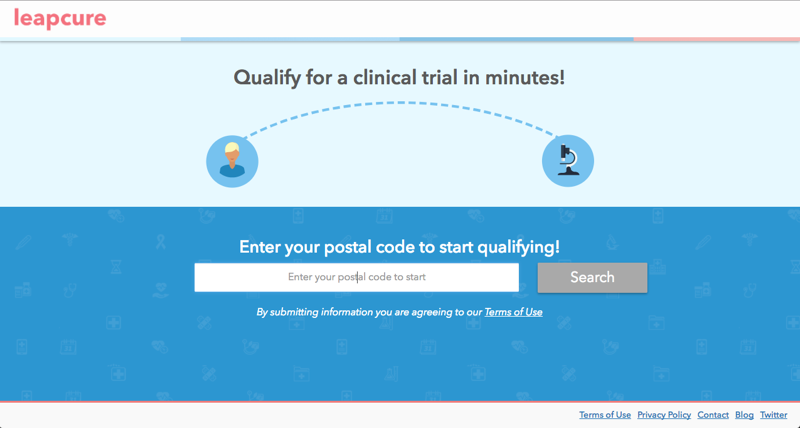 leapcure
Qualify for a clinical trial in minutes!
Enter your postal code to start qualifying!
Enter your postal code to start
Search
By submitting information you are agreeing to our Terms of Use
Terms of Use Privacy Policy Contact Blog Twitter